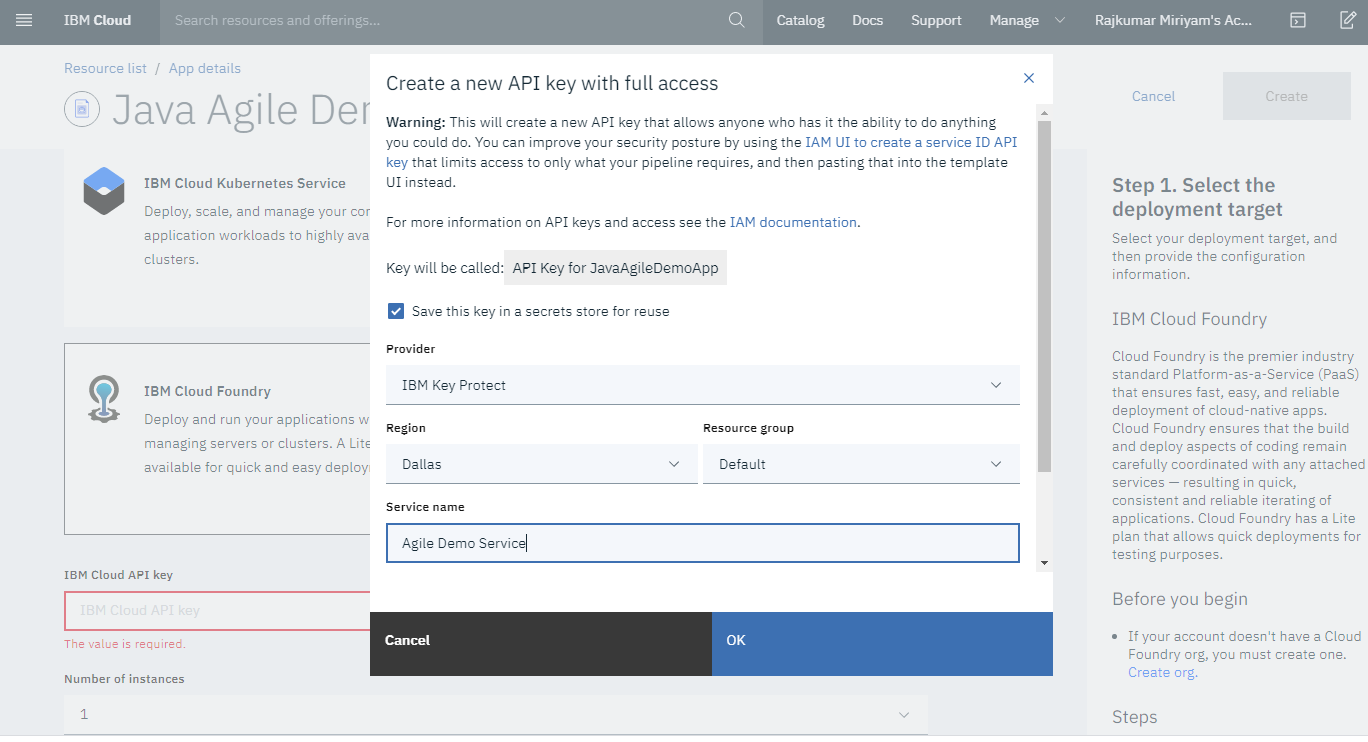 IBM Cloud
Search resources and offerings...
Catalog
Docs
Support
Manage
Rajkumar Miriyam's Ac...
Resource list / App details
Java Agile De
Cancel
Create
IBM Cloud Kubernetes Service
Deploy, scale, and manage your
application workloads to highly
clusters.
IBM Cloud Foundry
Deploy and run your applications
managing servers or clusters. A Lite
available for quick and easy
IBM Cloud API key
IBM Cloud API key
The value is required.
Number of instances
1
Create a new API key with full access
Warning: This will create a new API key that allows anyone who has it the ability to do anything
you could do. You can improve your security posture by using the IAM UI to create a service ID API
key that limits access to only what your pipeline requires, and then pasting that into the template
UI instead.
For more information on API keys and access see the IAM documentation.
Key will be called: API Key for JavaAgileDemoApp
Save this key in a secrets store for reuse
Provider
IBM Key Protect
Region
Resource group
Dallas
Default
Service name
Agile Demo Service
Cancel
OK
Step 1. Select the
deployment target
Select your deployment target, and
then provide the configuration
information.
IBM Cloud Foundry
Cloud Foundry is the premier industry
standard Platform-as-a-Service (PaaS)
that ensures fast, easy, and reliable
deployment of cloud-native apps.
Cloud Foundry ensures that the build
and deploy aspects of coding remain
carefully coordinated with any attached
services — resulting in quick,
consistent and reliable iterating of
applications. Cloud Foundry has a Lite
plan that allows quick deployments for
testing purposes.
Before you begin
• If your account doesn't have a Cloud
Foundry org, you must create one.
Create org.
Steps